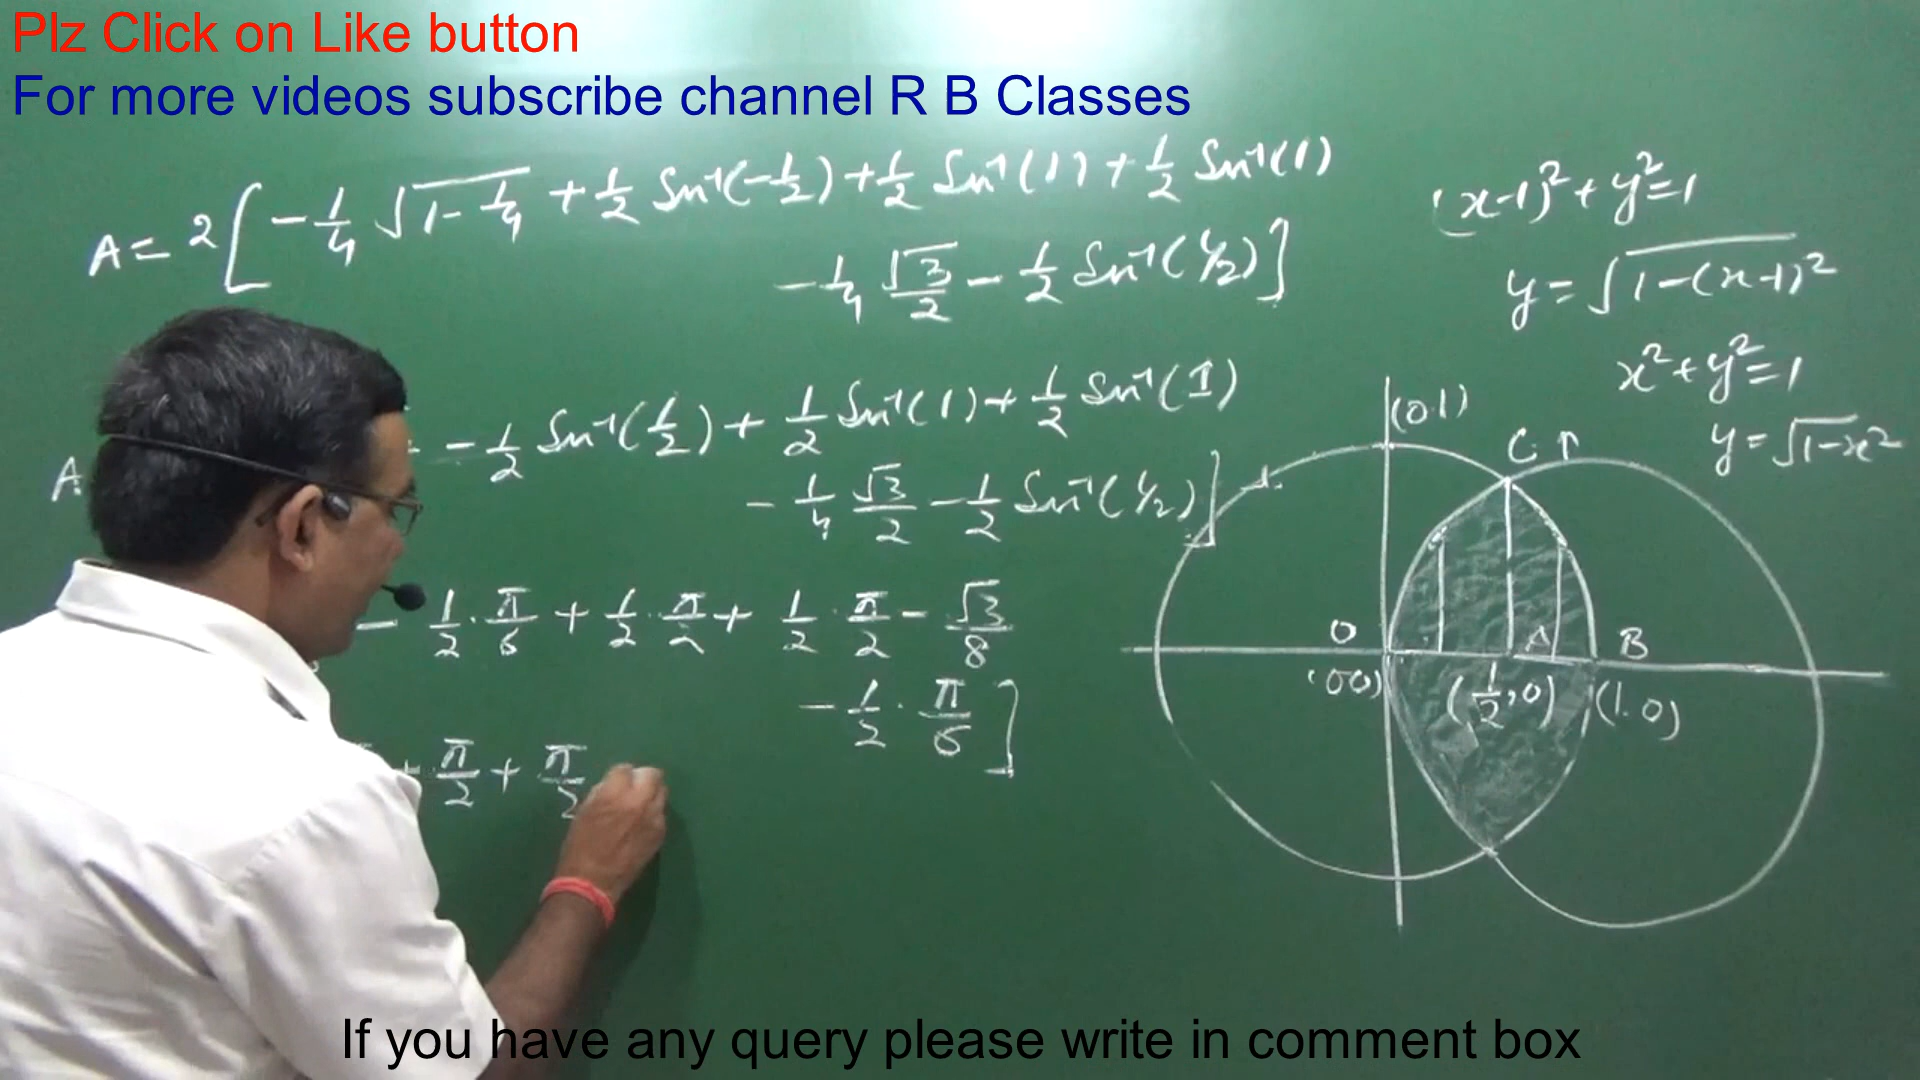 Plz Click on Like button
For more videos subscribe channel R B Classes
A = 2 [ -1/4 √(1-1/4) + 1/2 Sin⁻¹(-1/2) + 1/2 Sin⁻¹(1) + 1/2 Sin⁻¹(1)
- 1/4 √3/2 - 1/2 Sin⁻¹(1/2) ]
(x-1)² + y² = 1
y = √1-(x-1)²
x² + y² = 1
y = √1-x²
A
- 1/2 Sin⁻¹(1/2) + 1/2 Sin⁻¹(1) + 1/2 Sin⁻¹(1)
- 1/4 √3/2 - 1/2 Sin⁻¹(1/2) ]
- 1/2 · π/6 + 1/2 · π/2 + 1/2 · π/2 - √3/8
- 1/2 · π/6 ]
+ π/2 + π/2
(0.1)
C
O
A
B
(00)
(1/2,0)
(1.0)
If you have any query please write in comment box